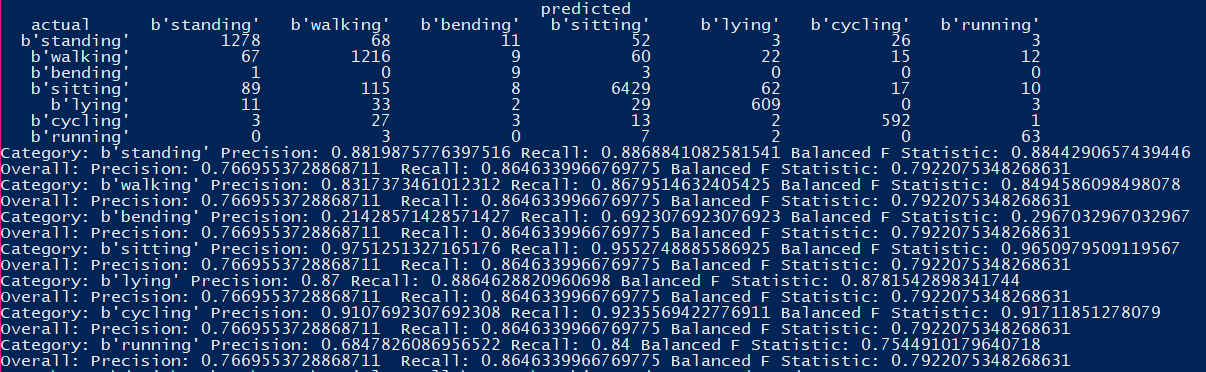 predicted
actual b'standing' b'walking' b'bending' b'sitting' b'lying' b'cycling' b'running'
b'standing' 1278 68 11 52 3 26 3
b'walking' 67 1216 9 60 22 15 12
b'bending' 1 0 9 3 0 0 0
b'sitting' 89 115 8 6429 62 17 10
b'lying' 11 33 2 29 609 0 3
b'cycling' 3 27 3 13 2 592 1
b'running' 0 3 0 7 2 0 63
Category: b'standing' Precision: 0.8819875776397516 Recall: 0.8868841082581541 Balanced F Statistic: 0.8844290657439446
Overall: Precision: 0.7669553728868711  Recall: 0.8646339966769775 Balanced F Statistic: 0.7922075348268631
Category: b'walking' Precision: 0.8317373461012312 Recall: 0.8679514632405425 Balanced F Statistic: 0.8494586098498078
Overall: Precision: 0.7669553728868711  Recall: 0.8646339966769775 Balanced F Statistic: 0.7922075348268631
Category: b'bending' Precision: 0.21428571428571427 Recall: 0.6923076923076923 Balanced F Statistic: 0.2967032967032967
Overall: Precision: 0.7669553728868711  Recall: 0.8646339966769775 Balanced F Statistic: 0.7922075348268631
Category: b'sitting' Precision: 0.9751251327165176 Recall: 0.9552748885586925 Balanced F Statistic: 0.9650979509119567
Overall: Precision: 0.7669553728868711  Recall: 0.8646339966769775 Balanced F Statistic: 0.7922075348268631
Category: b'lying' Precision: 0.87 Recall: 0.8864628820960698 Balanced F Statistic: 0.8781542898341744
Overall: Precision: 0.7669553728868711  Recall: 0.8646339966769775 Balanced F Statistic: 0.7922075348268631
Category: b'cycling' Precision: 0.9107692307692308 Recall: 0.9235569422776911 Balanced F Statistic: 0.91711851278079
Overall: Precision: 0.7669553728868711  Recall: 0.8646339966769775 Balanced F Statistic: 0.7922075348268631
Category: b'running' Precision: 0.6847826086956522 Recall: 0.84 Balanced F Statistic: 0.7544910179640718
Overall: Precision: 0.7669553728868711  Recall: 0.8646339966769775 Balanced F Statistic: 0.7922075348268631